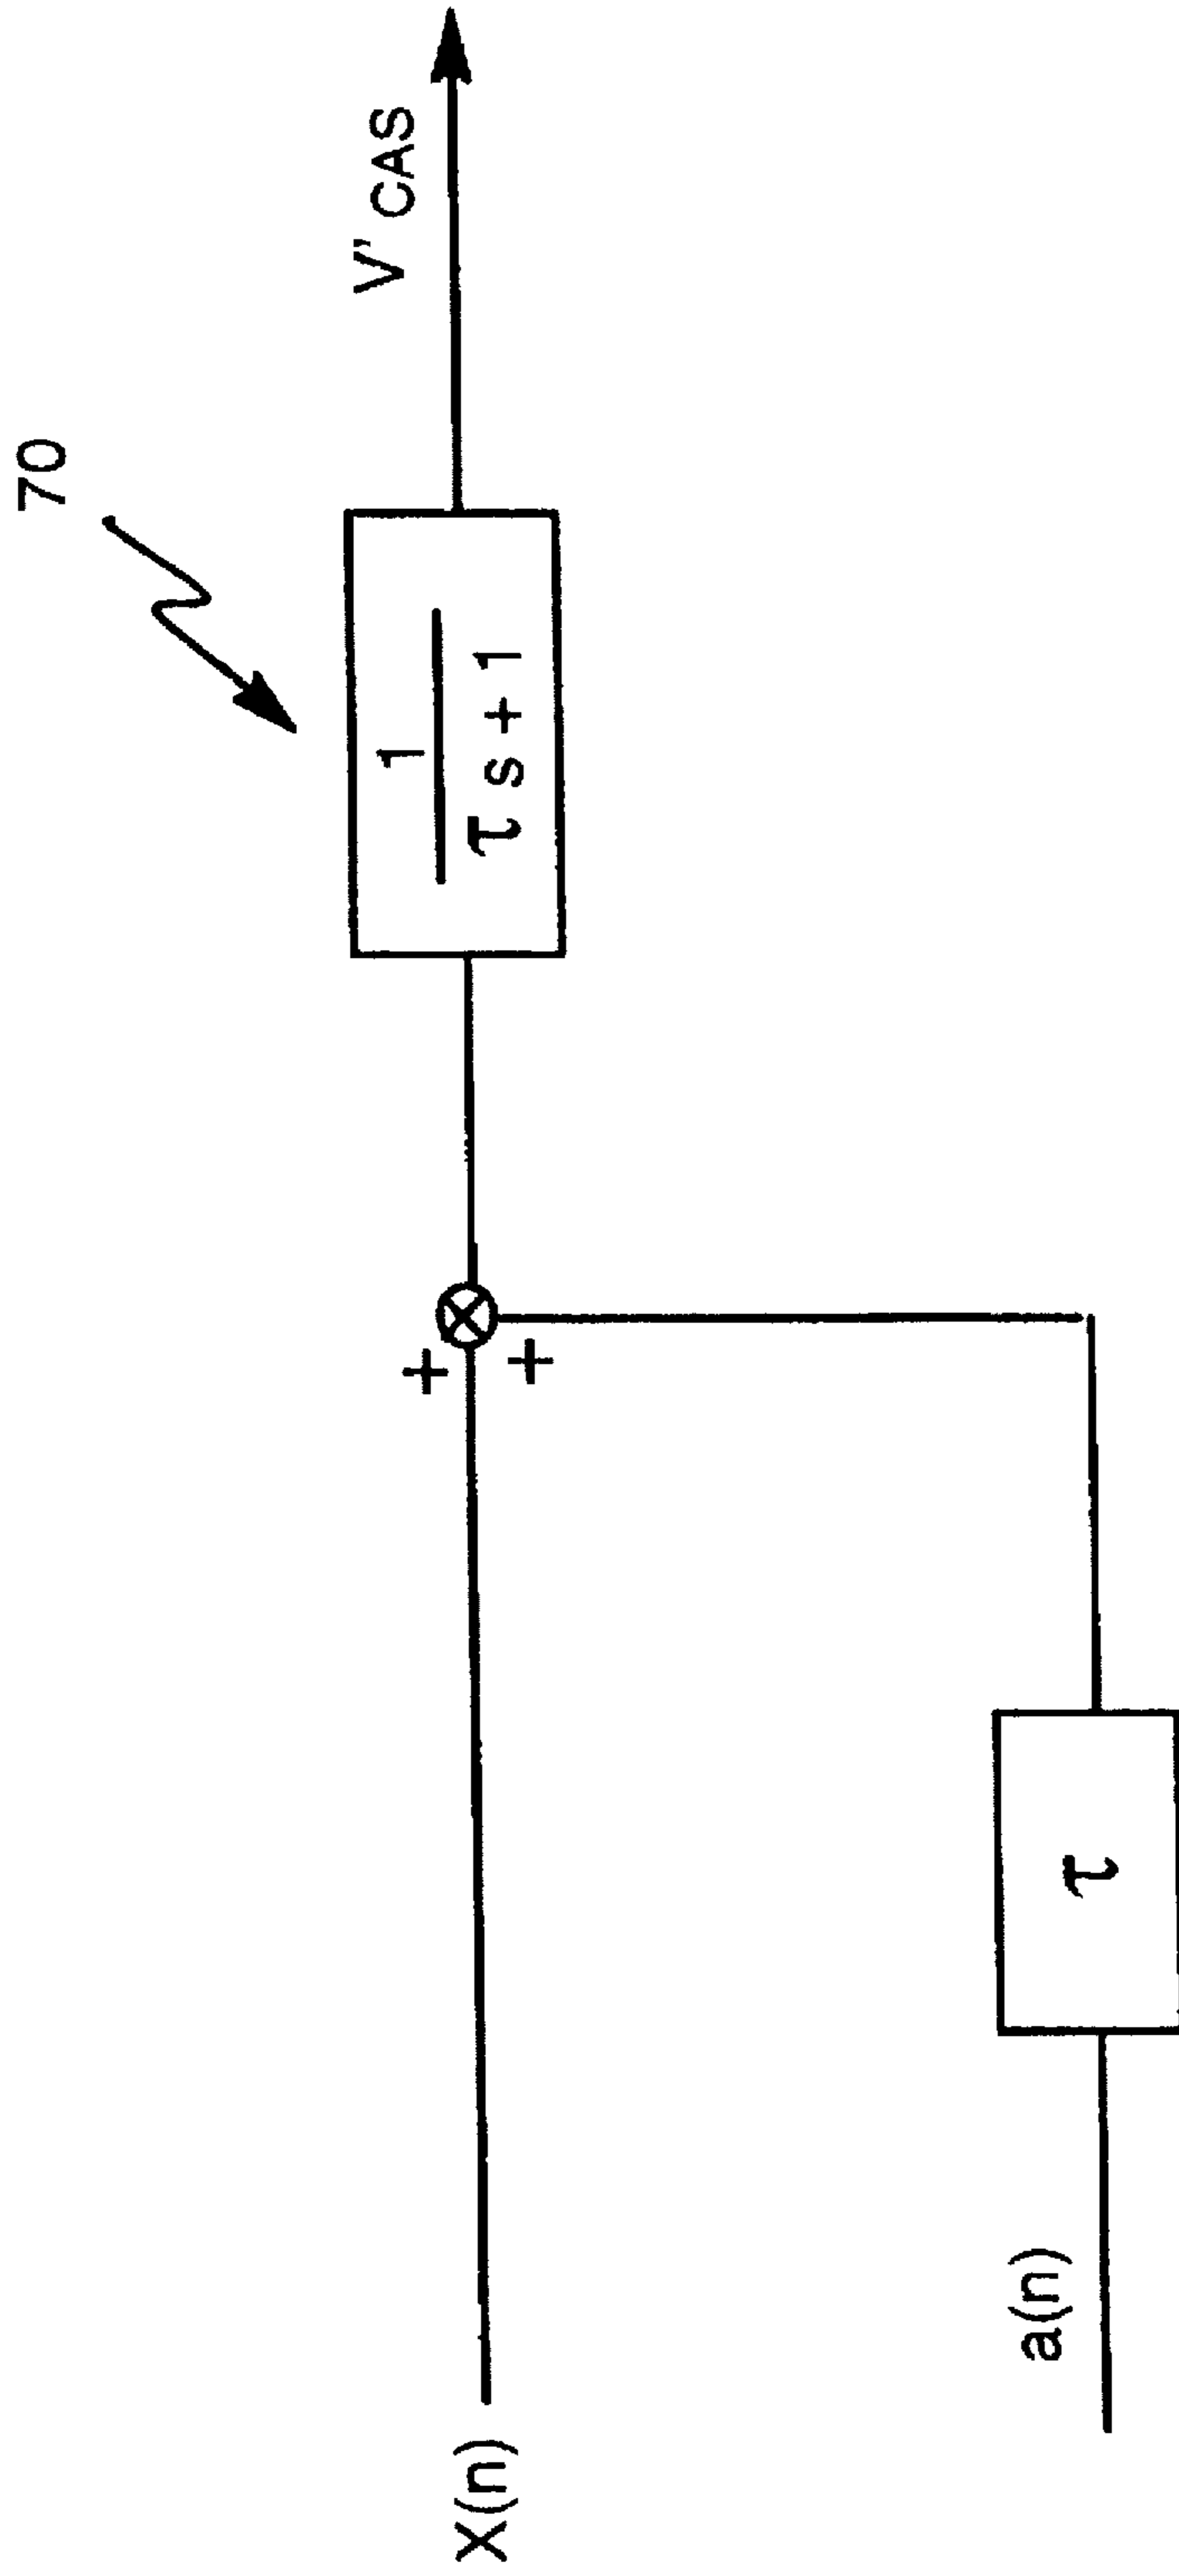 70
X(n)
+
+
1
τ s + 1
V' CAS
a(n)
τ